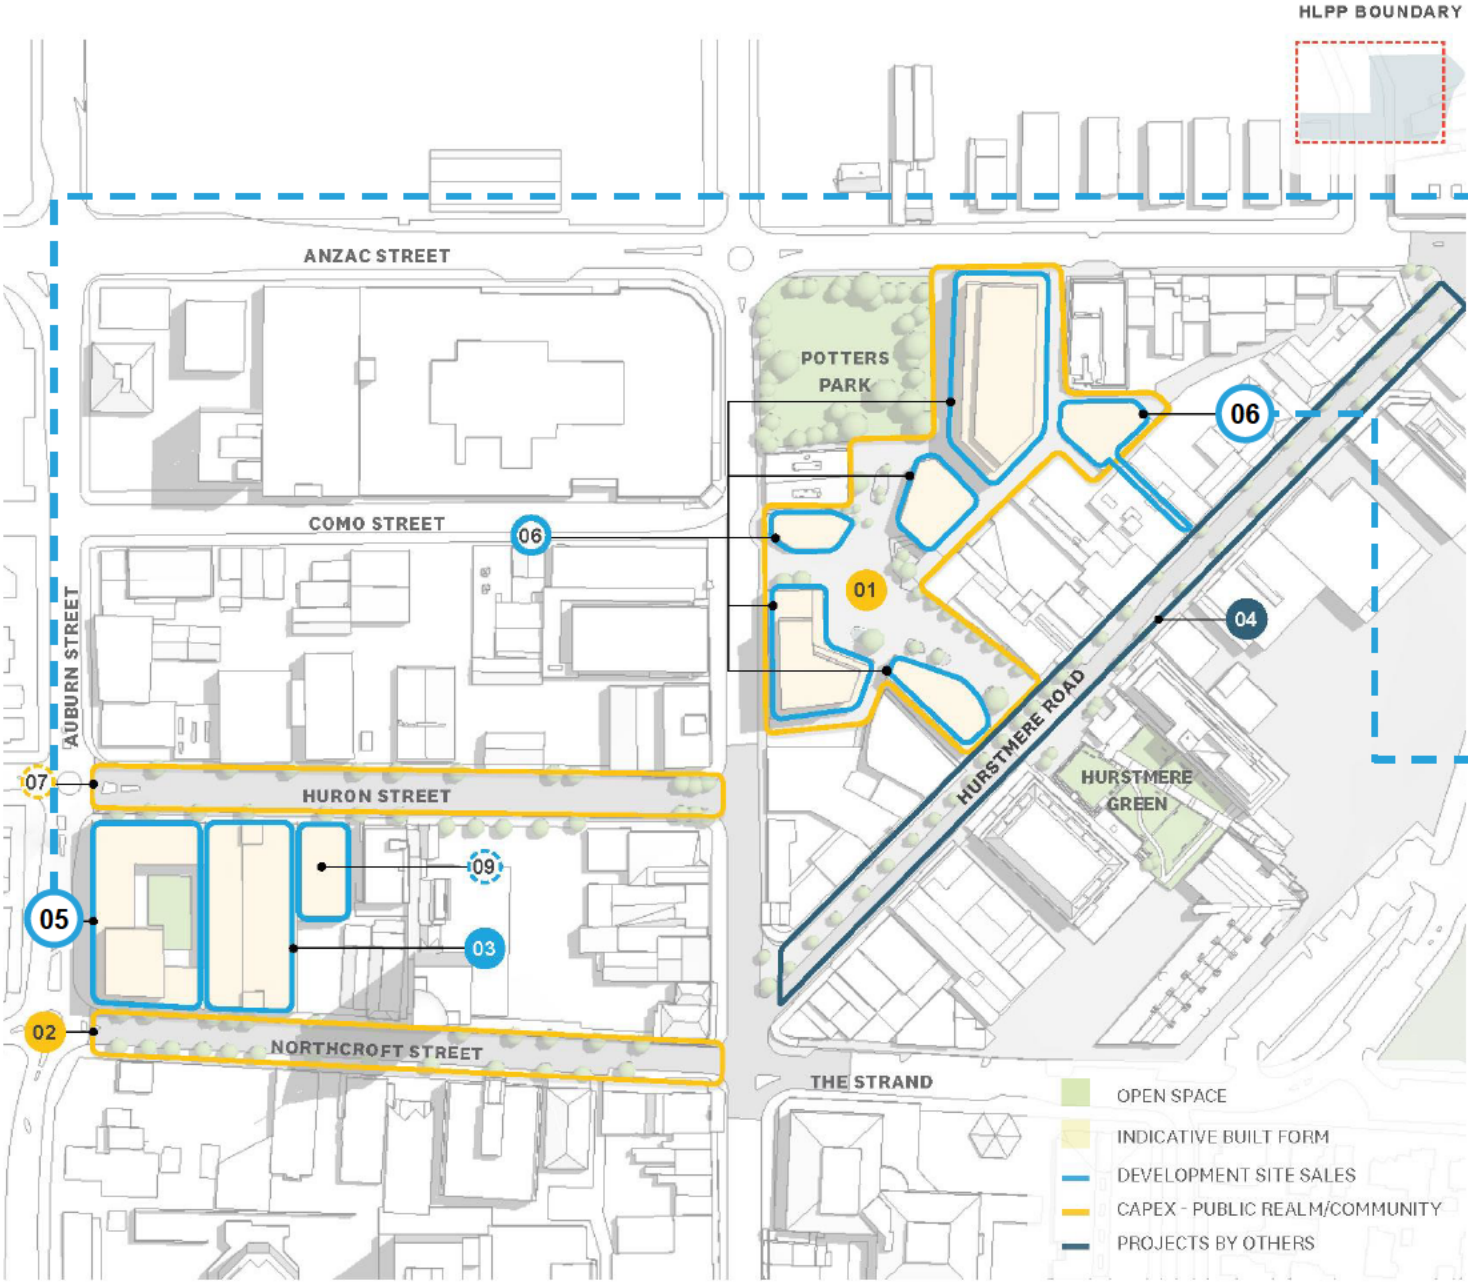 HLPP BOUNDARY
ANZAC STREET
POTTERS
PARK
06
COMO STREET
06
01
04
AUBURN STREET
HURSTMERE ROAD
07
HURON STREET
HURSTMERE
GREEN
09
05
03
02
NORTHCROFT STREET
THE STRAND
OPEN SPACE
INDICATIVE BUILT FORM
DEVELOPMENT SITE SALES
CAPEX - PUBLIC REALM/COMMUNITY
PROJECTS BY OTHERS